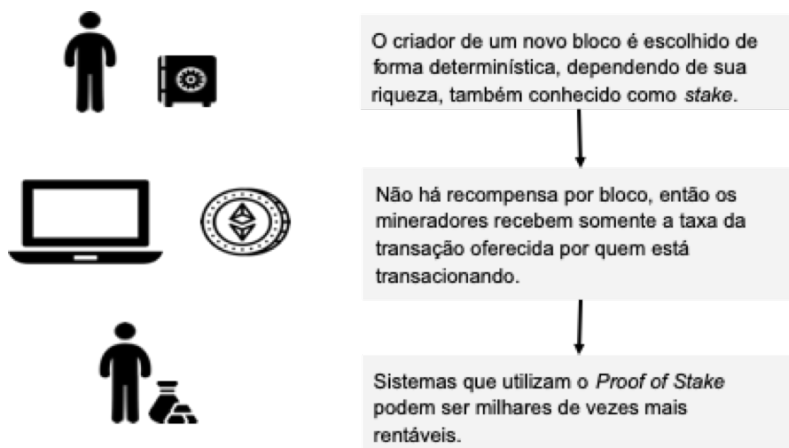 O criador de um novo bloco é escolhido de
forma determinística, dependendo de sua
riqueza, também conhecido como stake.
Não há recompensa por bloco, então os
mineradores recebem somente a taxa da
transação oferecida por quem está
transacionando.
Sistemas que utilizam o Proof of Stake
podem ser milhares de vezes mais
rentáveis.